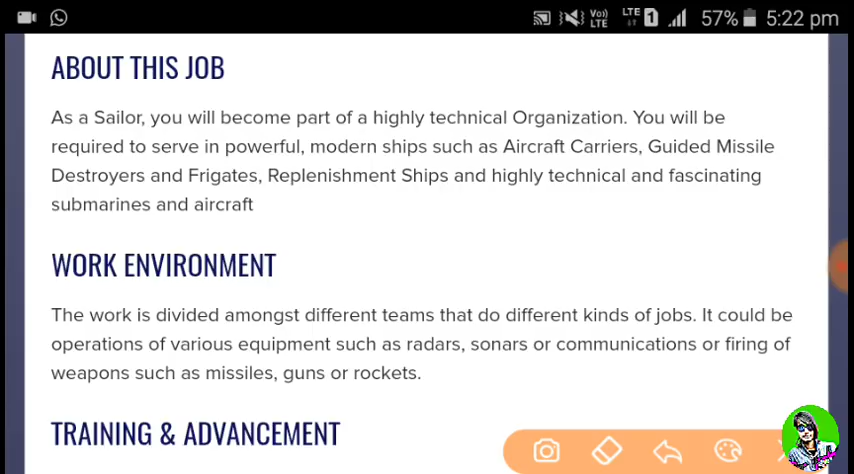 57% 5:22 pm
Vo)) LTE LTE 1
ABOUT THIS JOB
As a Sailor, you will become part of a highly technical Organization. You will be
required to serve in powerful, modern ships such as Aircraft Carriers, Guided Missile
Destroyers and Frigates, Replenishment Ships and highly technical and fascinating
submarines and aircraft
WORK ENVIRONMENT
The work is divided amongst different teams that do different kinds of jobs. It could be
operations of various equipment such as radars, sonars or communications or firing of
weapons such as missiles, guns or rockets.
TRAINING & ADVANCEMENT